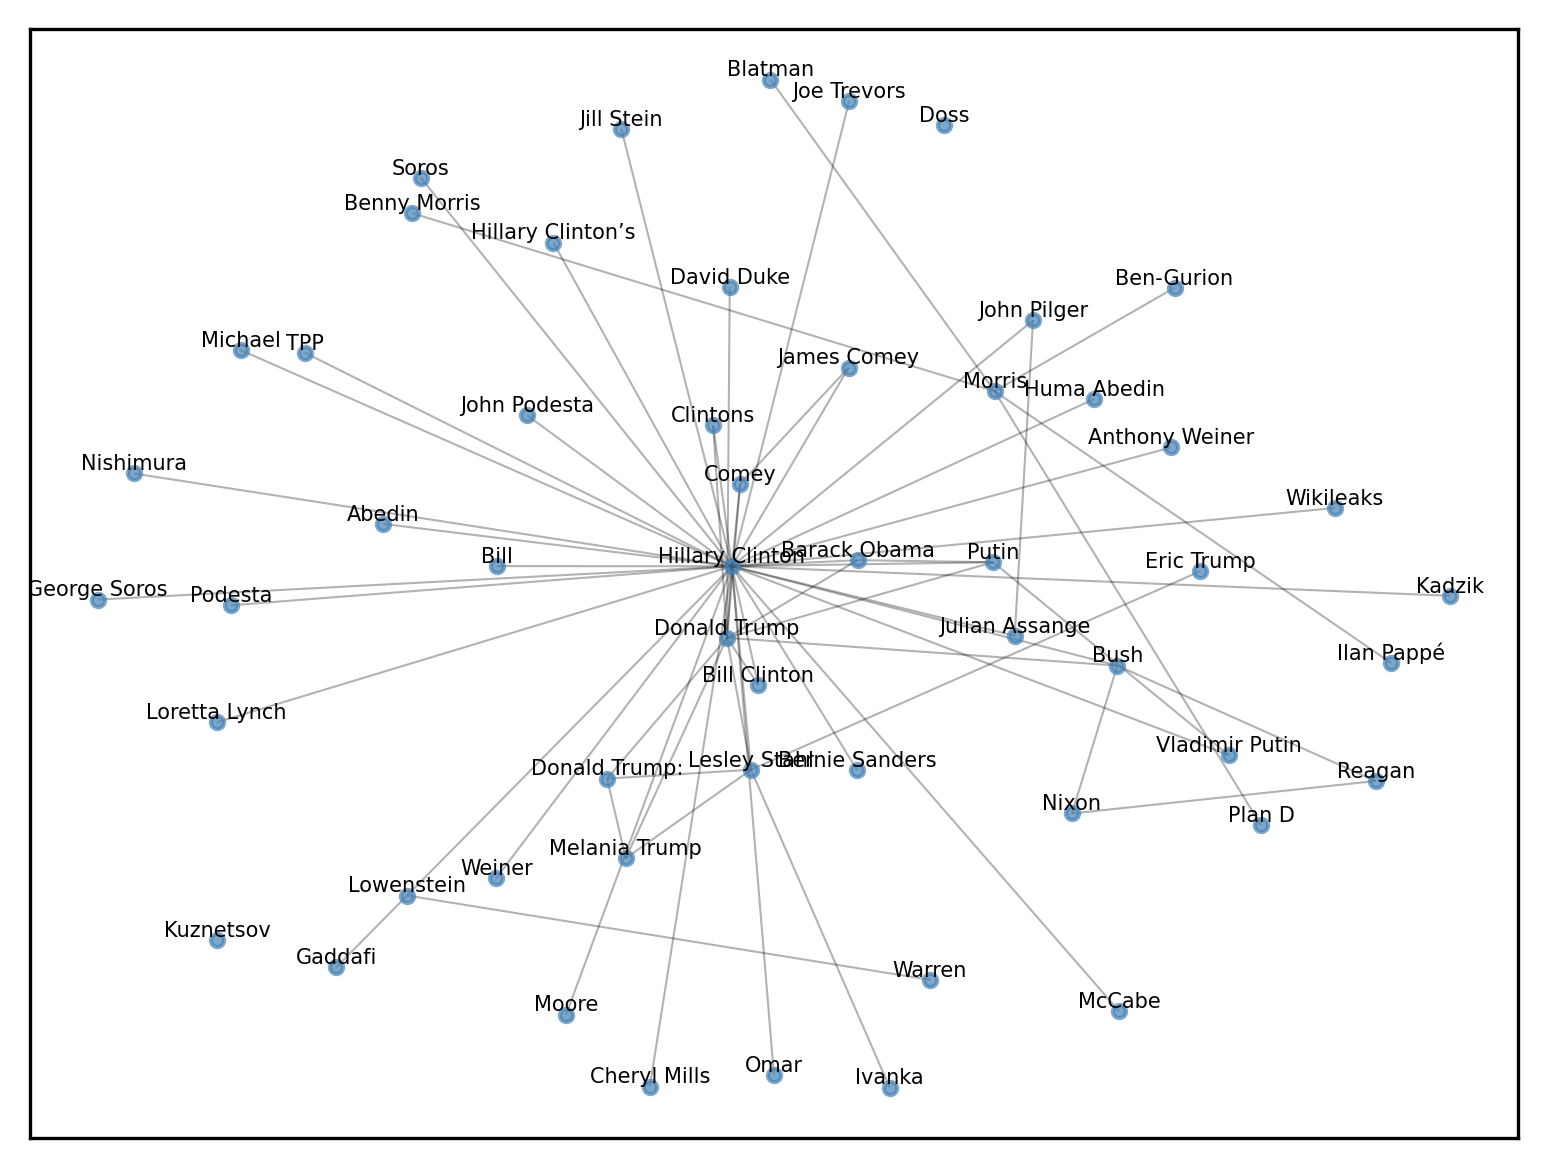 Blatman
Joe Trevors
Doss
Jill Stein
Soros
Benny Morris
Hillary Clinton’s
David Duke
Ben-Gurion
John Pilger
Michael
TPP
James Comey
Morris
Huma Abedin
John Podesta
Clintons
Anthony Weiner
Nishimura
Comey
Wikileaks
Abedin
Bill
Hillary Clinton
Barack Obama
Putin
Eric Trump
George Soros
Podesta
Kadzik
Donald Trump
Julian Assange
Bush
Ilan Pappé
Bill Clinton
Loretta Lynch
Vladimir Putin
Donald Trump:
Lesley Stahl
Bernie Sanders
Reagan
Nixon
Plan D
Melania Trump
Weiner
Lowenstein
Kuznetsov
Gaddafi
Warren
Moore
McCabe
Cheryl Mills
Omar
Ivanka